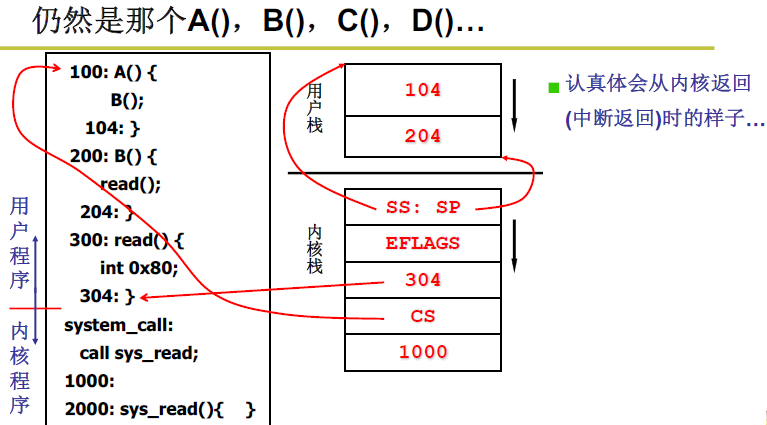 仍然是那个A()，B()，C()，D()…
100: A() {
B();
104: }
200: B() {
read();
204: }
300: read() {
int 0x80;
304: }
system_call:
call sys_read;
1000:
2000: sys_read(){ }
用户程序
内核程序
用户栈
104
204
内核栈
SS: SP
EFLAGS
304
CS
1000
认真体会从内核返回
(中断返回)时的样子…